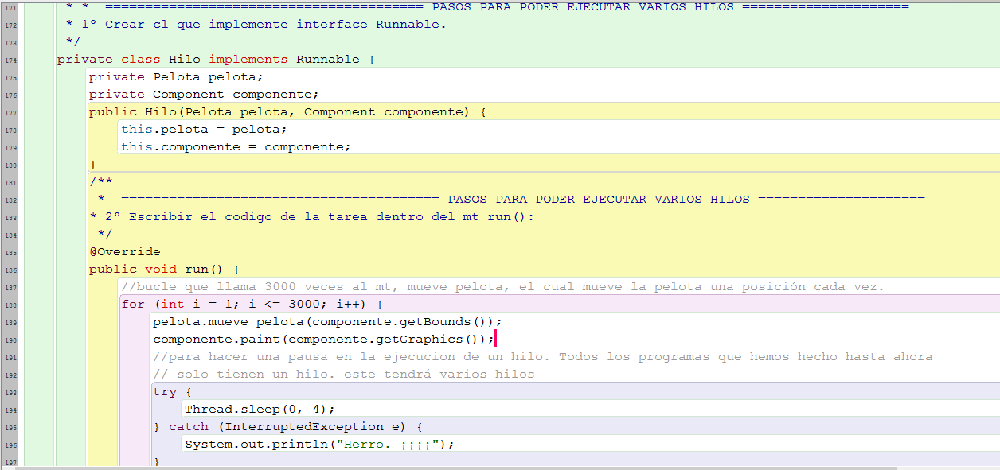 171 * * ======================================== PASOS PARA PODER EJECUTAR VARIOS HILOS =====================
172 * 1º Crear cl que implemente interface Runnable.
173 */
174 private class Hilo implements Runnable {
175 private Pelota pelota;
176 private Component componente;
177 public Hilo(Pelota pelota, Component componente) {
178 this.pelota = pelota;
179 this.componente = componente;
180 }
181 /**
182 * ======================================== PASOS PARA PODER EJECUTAR VARIOS HILOS =====================
183 * 2º Escribir el codigo de la tarea dentro del mt run():
184 */
185 @Override
186 public void run() {
187 //bucle que llama 3000 veces al mt, mueve_pelota, el cual mueve la pelota una posición cada vez.
188 for (int i = 1; i <= 3000; i++) {
189 pelota.mueve_pelota(componente.getBounds());
190 componente.paint(componente.getGraphics());
191 //para hacer una pausa en la ejecucion de un hilo. Todos los programas que hemos hecho hasta ahora
192 // solo tienen un hilo. este tendrá varios hilos
193 try {
194 Thread.sleep(0, 4);
195 } catch (InterruptedException e) {
196 System.out.println("Herro. ¡¡¡¡");
197 }